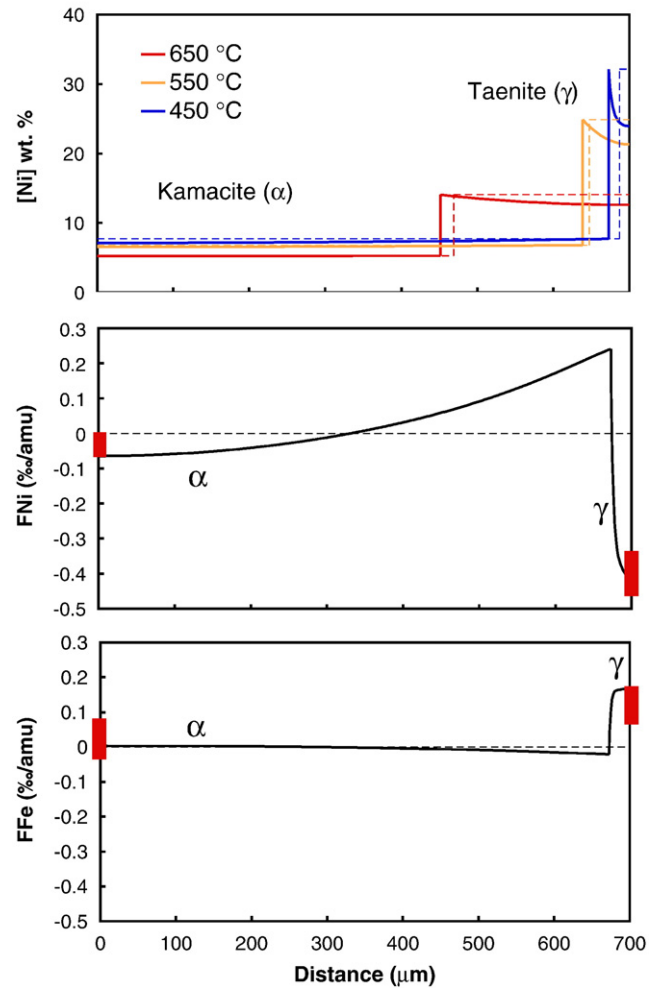 40
30
20
10
0
[Ni] wt. %
650 °C
550 °C
450 °C
Taenite (γ)
Kamacite (α)
0.3
0.2
0.1
0
-0.1
-0.2
-0.3
-0.4
-0.5
FNi (‰/amu)
α
γ
0.3
0.2
0.1
0
-0.1
-0.2
-0.3
-0.4
-0.5
FFe (‰/amu)
α
γ
0 100 200 300 400 500 600 700
Distance (μm)